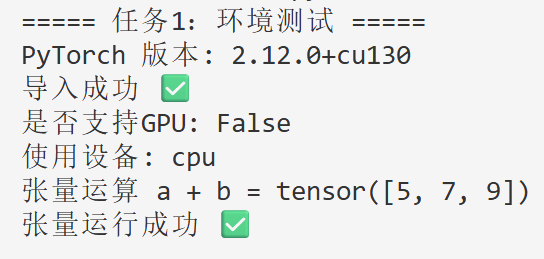 ===== 任务1：环境测试 =====
PyTorch 版本: 2.12.0+cu130
导入成功 ✅
是否支持GPU: False
使用设备: cpu
张量运算 a + b = tensor([5, 7, 9])
张量运行成功 ✅